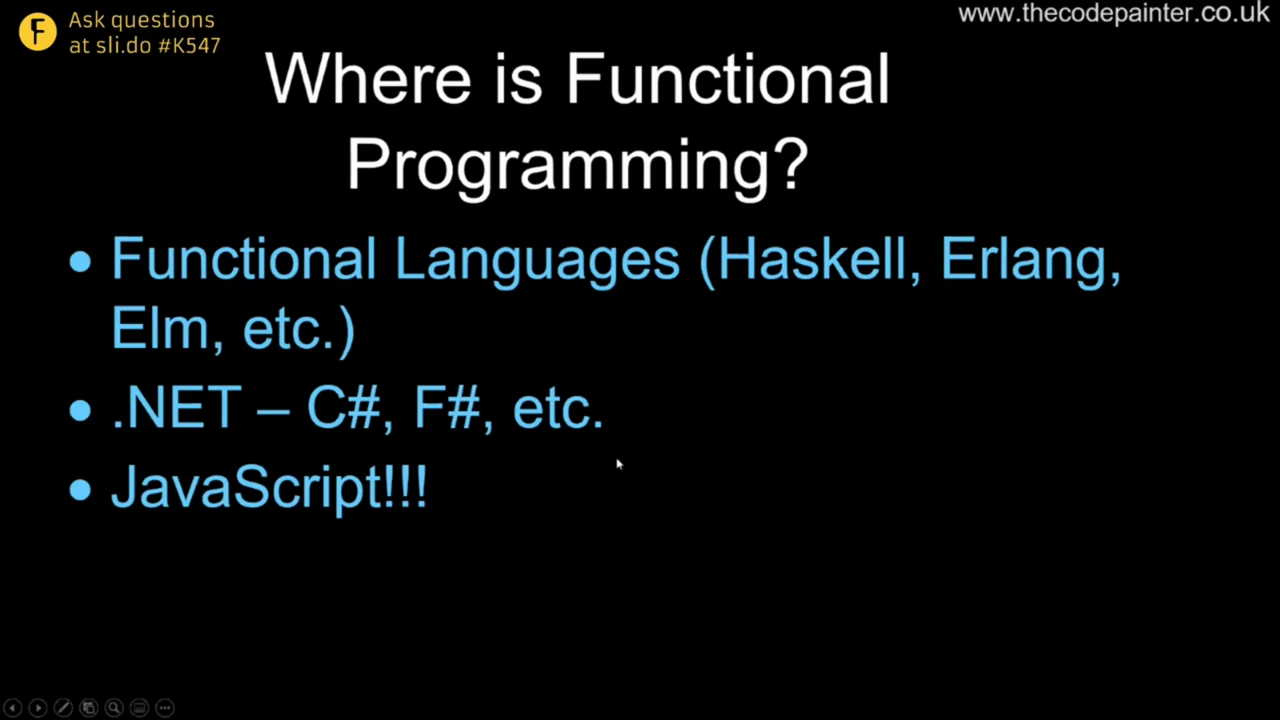 F
Ask questions
at sli.do #K547
www.thecodepainter.co.uk
Where is Functional
Programming?
• Functional Languages (Haskell, Erlang,
Elm, etc.)
• .NET – C#, F#, etc.
• JavaScript!!!